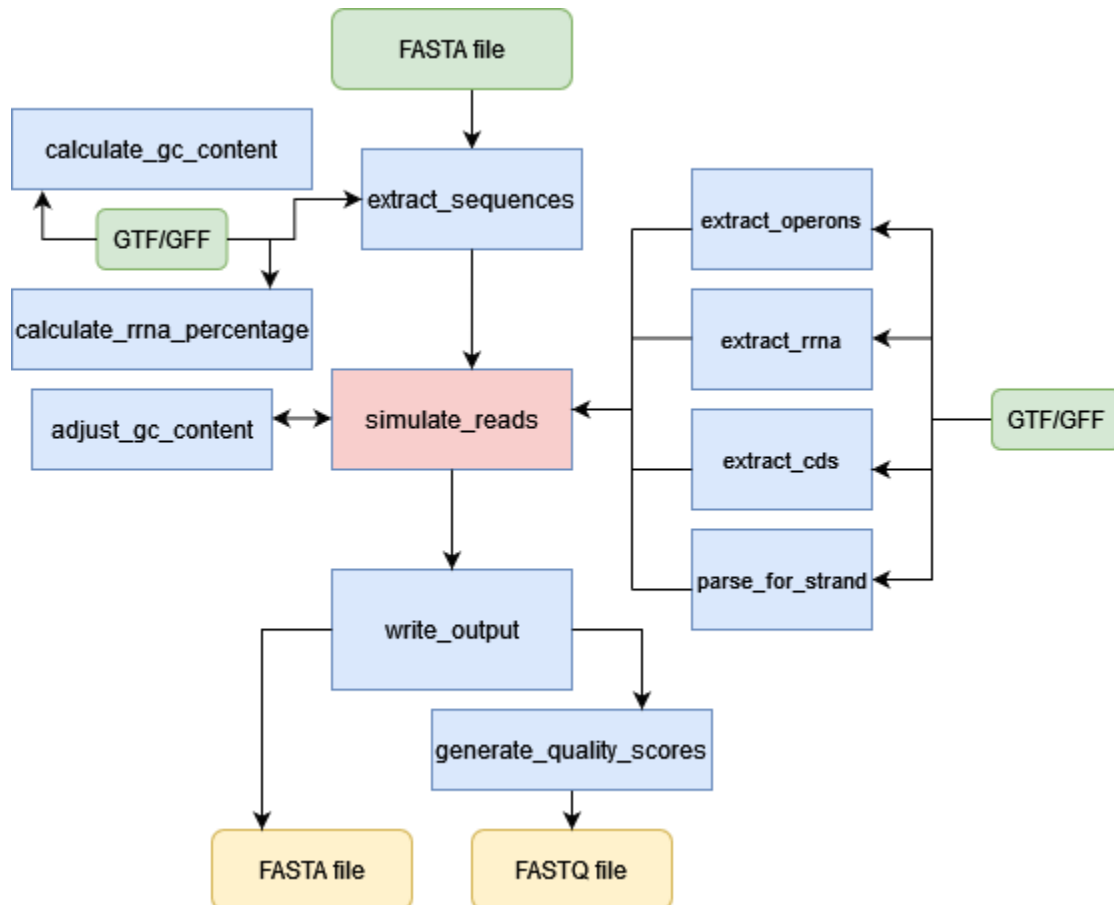 FASTA file
calculate_gc_content
extract_sequences
GTF/GFF
calculate_rrna_percentage
extract_operons
extract_rrna
adjust_gc_content
simulate_reads
GTF/GFF
extract_cds
parse_for_strand
write_output
generate_quality_scores
FASTA file
FASTQ file